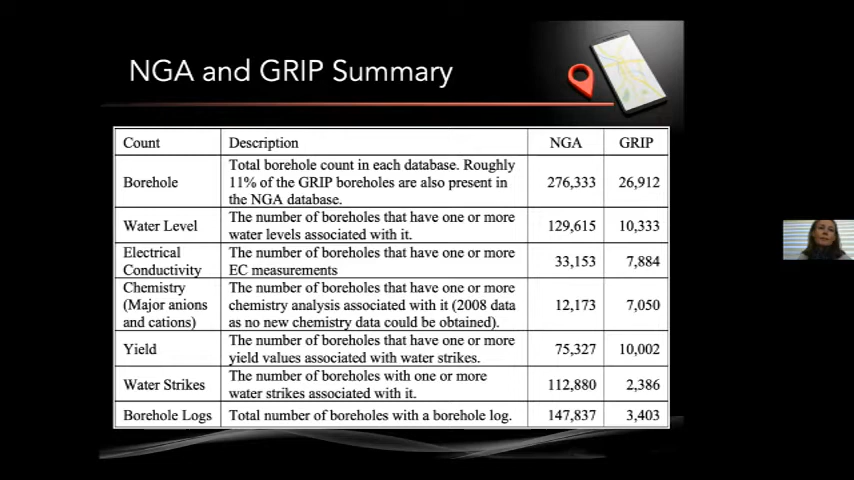 NGA and GRIP Summary
Count Description NGA GRIP
Borehole Total borehole count in each database. Roughly 11% of the GRIP boreholes are also present in the NGA database. 276,333 26,912
Water Level The number of boreholes that have one or more water levels associated with it. 129,615 10,333
Electrical Conductivity The number of boreholes that have one or more EC measurements 33,153 7,884
Chemistry (Major anions and cations) The number of boreholes that have one or more chemistry analysis associated with it (2008 data as no new chemistry data could be obtained). 12,173 7,050
Yield The number of boreholes that have one or more yield values associated with water strikes. 75,327 10,002
Water Strikes The number of boreholes with one or more water strikes associated with it. 112,880 2,386
Borehole Logs Total number of boreholes with a borehole log. 147,837 3,403